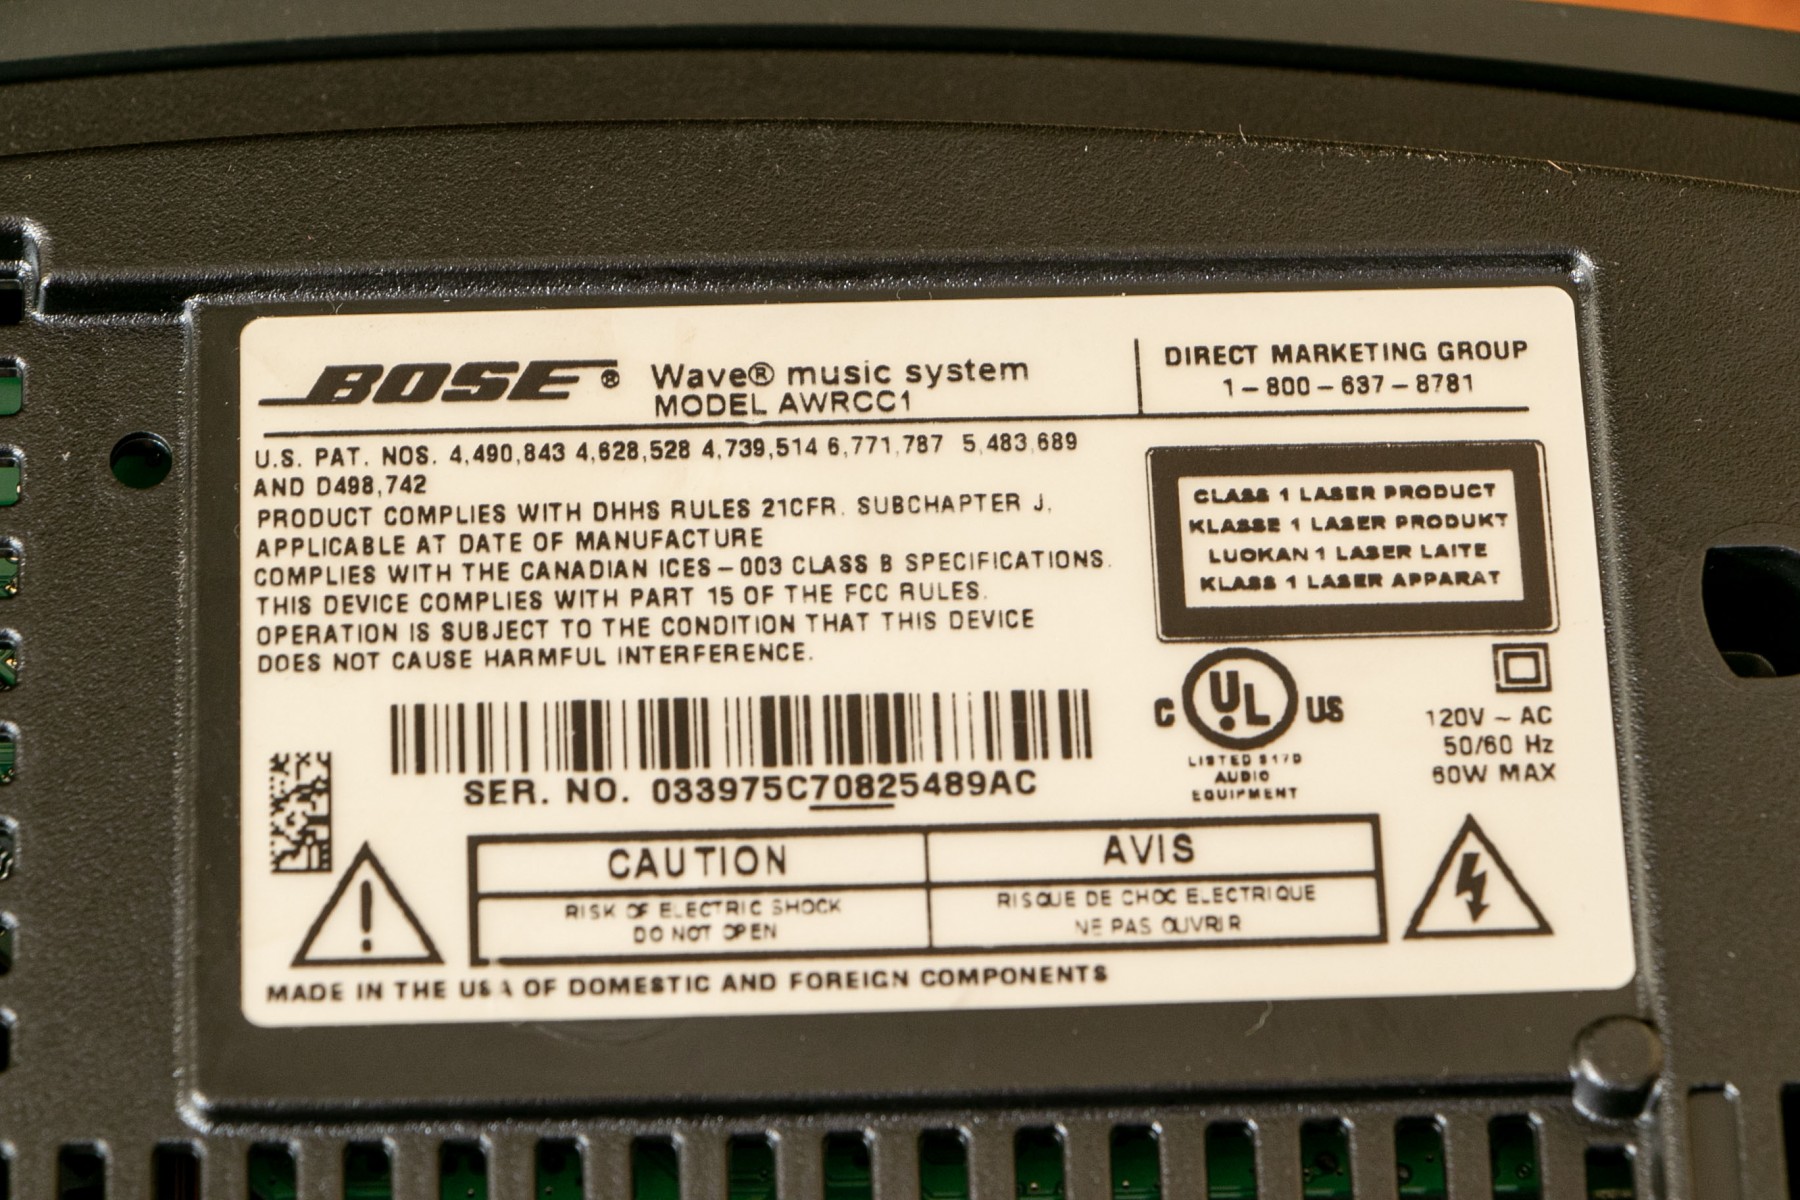 BOSE® Wave® music system
MODEL AWRCC1
DIRECT MARKETING GROUP
1-800-637-8781
U.S. PAT. NOS. 4,490,843 4,628,528 4,739,514 6,771,787 5,483,689
AND D498,742
PRODUCT COMPLIES WITH DHHS RULES 21CFR. SUBCHAPTER J,
APPLICABLE AT DATE OF MANUFACTURE
COMPLIES WITH THE CANADIAN ICES-003 CLASS B SPECIFICATIONS.
THIS DEVICE COMPLIES WITH PART 15 OF THE FCC RULES.
OPERATION IS SUBJECT TO THE CONDITION THAT THIS DEVICE
DOES NOT CAUSE HARMFUL INTERFERENCE.
CLASS 1 LASER PRODUCT
KLASSE 1 LASER PRODUKT
LUOKAN 1 LASER LAITE
KLASS 1 LASER APPARAT
C UL US
LISTED
AUDIO
EQUIPMENT
120V ~ AC
50/60 Hz
60W MAX
SER. NO. 033975C70825489AC
CAUTION
RISK OF ELECTRIC SHOCK
DO NOT OPEN
AVIS
RISQUE DE CHOC ELECTRIQUE
NE PAS OUVRIR
MADE IN THE USA OF DOMESTIC AND FOREIGN COMPONENTS